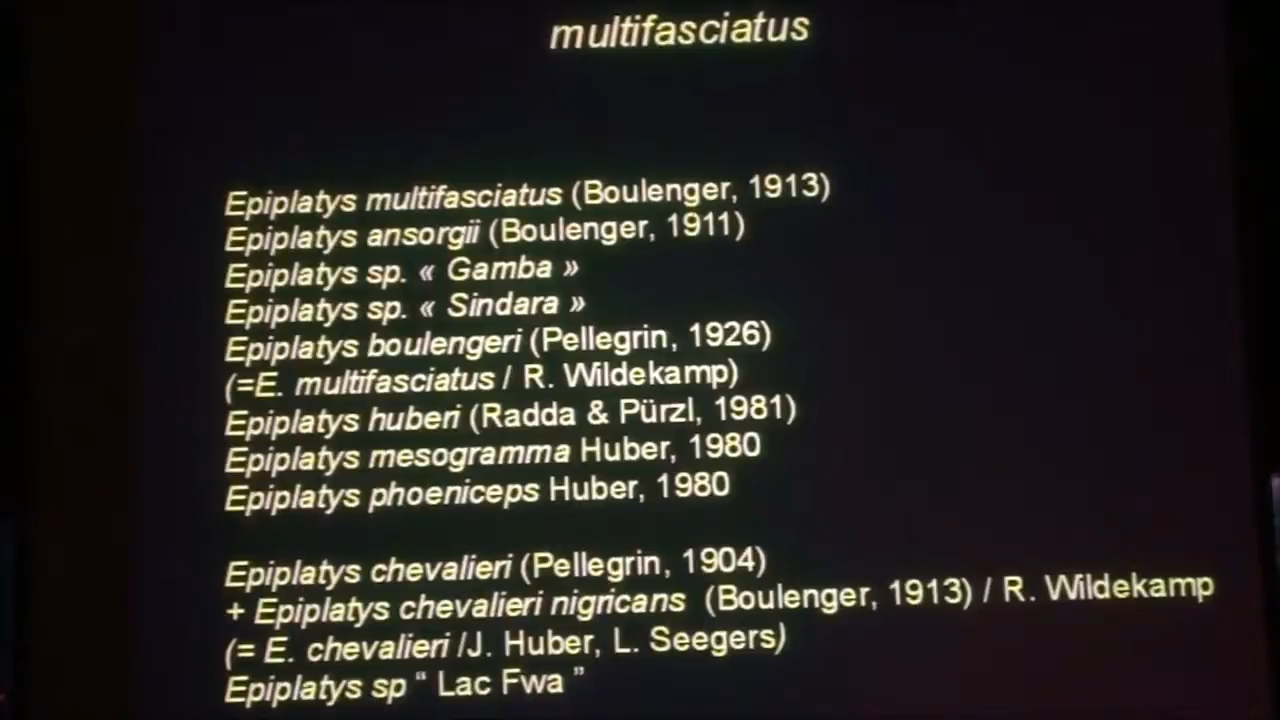 multifasciatus
Epiplatys multifasciatus (Boulenger, 1913)
Epiplatys ansorgii (Boulenger, 1911)
Epiplatys sp. « Gamba »
Epiplatys sp. « Sindara »
Epiplatys boulengeri (Pellegrin, 1926)
(=E. multifasciatus / R. Wildekamp)
Epiplatys huberi (Radda & Pürzl, 1981)
Epiplatys mesogramma Huber, 1980
Epiplatys phoeniceps Huber, 1980
Epiplatys chevalieri (Pellegrin, 1904)
+ Epiplatys chevalieri nigricans (Boulenger, 1913) / R. Wildekamp
(= E. chevalieri /J. Huber, L. Seegers)
Epiplatys sp “ Lac Fwa ”